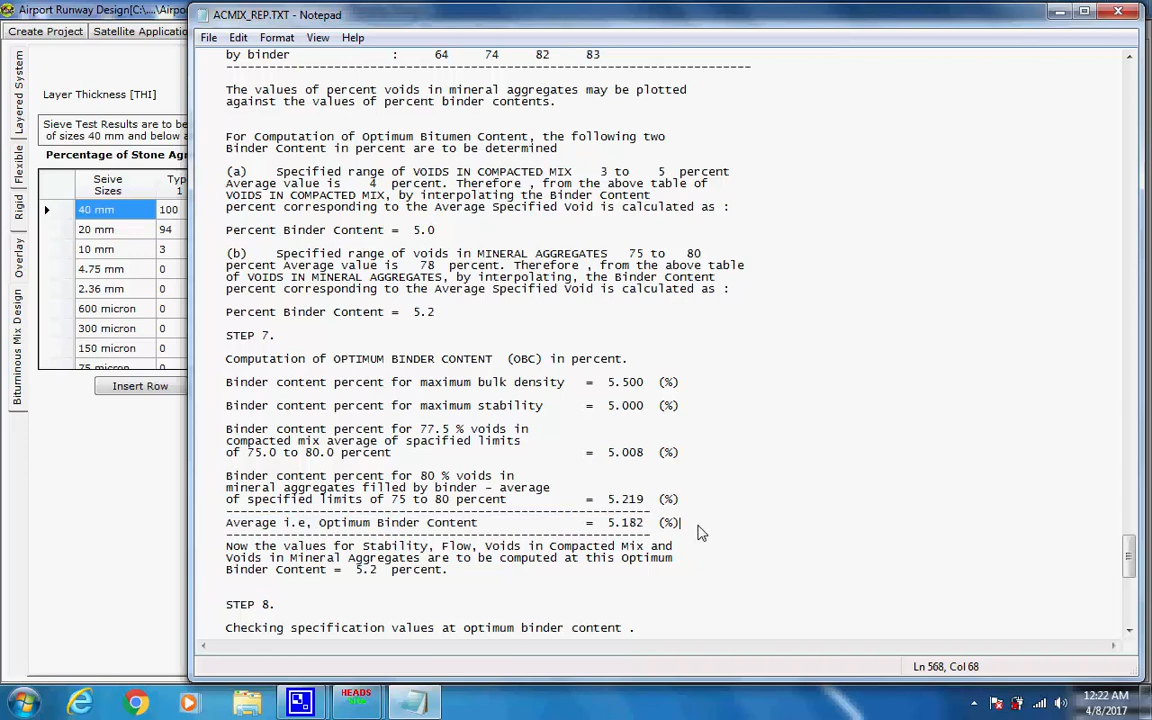 Airport Runway Design[C:\....\Airpo
ACMIX_REP.TXT - Notepad
Create Project
Satellite Applicatio
File Edit Format View Help
Layered System
Flexible
Rigid
Overlay
Bituminous Mix Design
Layer Thickness [THI]
Sieve Test Results are to be
of sizes 40 mm and below a
Percentage of Stone Agr
Seive
Sizes
Typ
1
40 mm 100
20 mm 94
10 mm 3
4.75 mm 0
2.36 mm 0
600 micron 0
300 micron 0
150 micron 0
75 micron
Insert Row
by binder : 64 74 82 83
--------------------------------------------------------------------------
The values of percent voids in mineral aggregates may be plotted
against the values of percent binder contents.
For Computation of Optimum Bitumen Content, the following two
Binder Content in percent are to be determined
(a) Specified range of VOIDS IN COMPACTED MIX 3 to 5 percent
Average value is 4 percent. Therefore , from the above table of
VOIDS IN COMPACTED MIX, by interpolating the Binder Content
percent corresponding to the Average Specified Void is calculated as :
Percent Binder Content = 5.0
(b) Specified range of voids in MINERAL AGGREGATES 75 to 80
percent Average value is 78 percent. Therefore , from the above table
of VOIDS IN MINERAL AGGREGATES, by interpolating, the Binder Content
percent corresponding to the Average Specified Void is calculated as :
Percent Binder Content = 5.2
STEP 7.
Computation of OPTIMUM BINDER CONTENT (OBC) in percent.
Binder content percent for maximum bulk density = 5.500 (%)
Binder content percent for maximum stability = 5.000 (%)
Binder content percent for 77.5 % voids in
compacted mix average of spacified limits
of 75.0 to 80.0 percent = 5.008 (%)
Binder content percent for 80 % voids in
mineral aggregates filled by binder - average
of specified limits of 75 to 80 percent = 5.219 (%)
------------------------------------------------------------
Average i.e, Optimum Binder Content = 5.182 (%)
------------------------------------------------------------
Now the values for Stability, Flow, Voids in Compacted Mix and
Voids in Mineral Aggregates are to be computed at this Optimum
Binder Content = 5.2 percent.
STEP 8.
Checking specification values at optimum binder content .
Ln 568, Col 68
HEADS
12:22 AM
4/8/2017